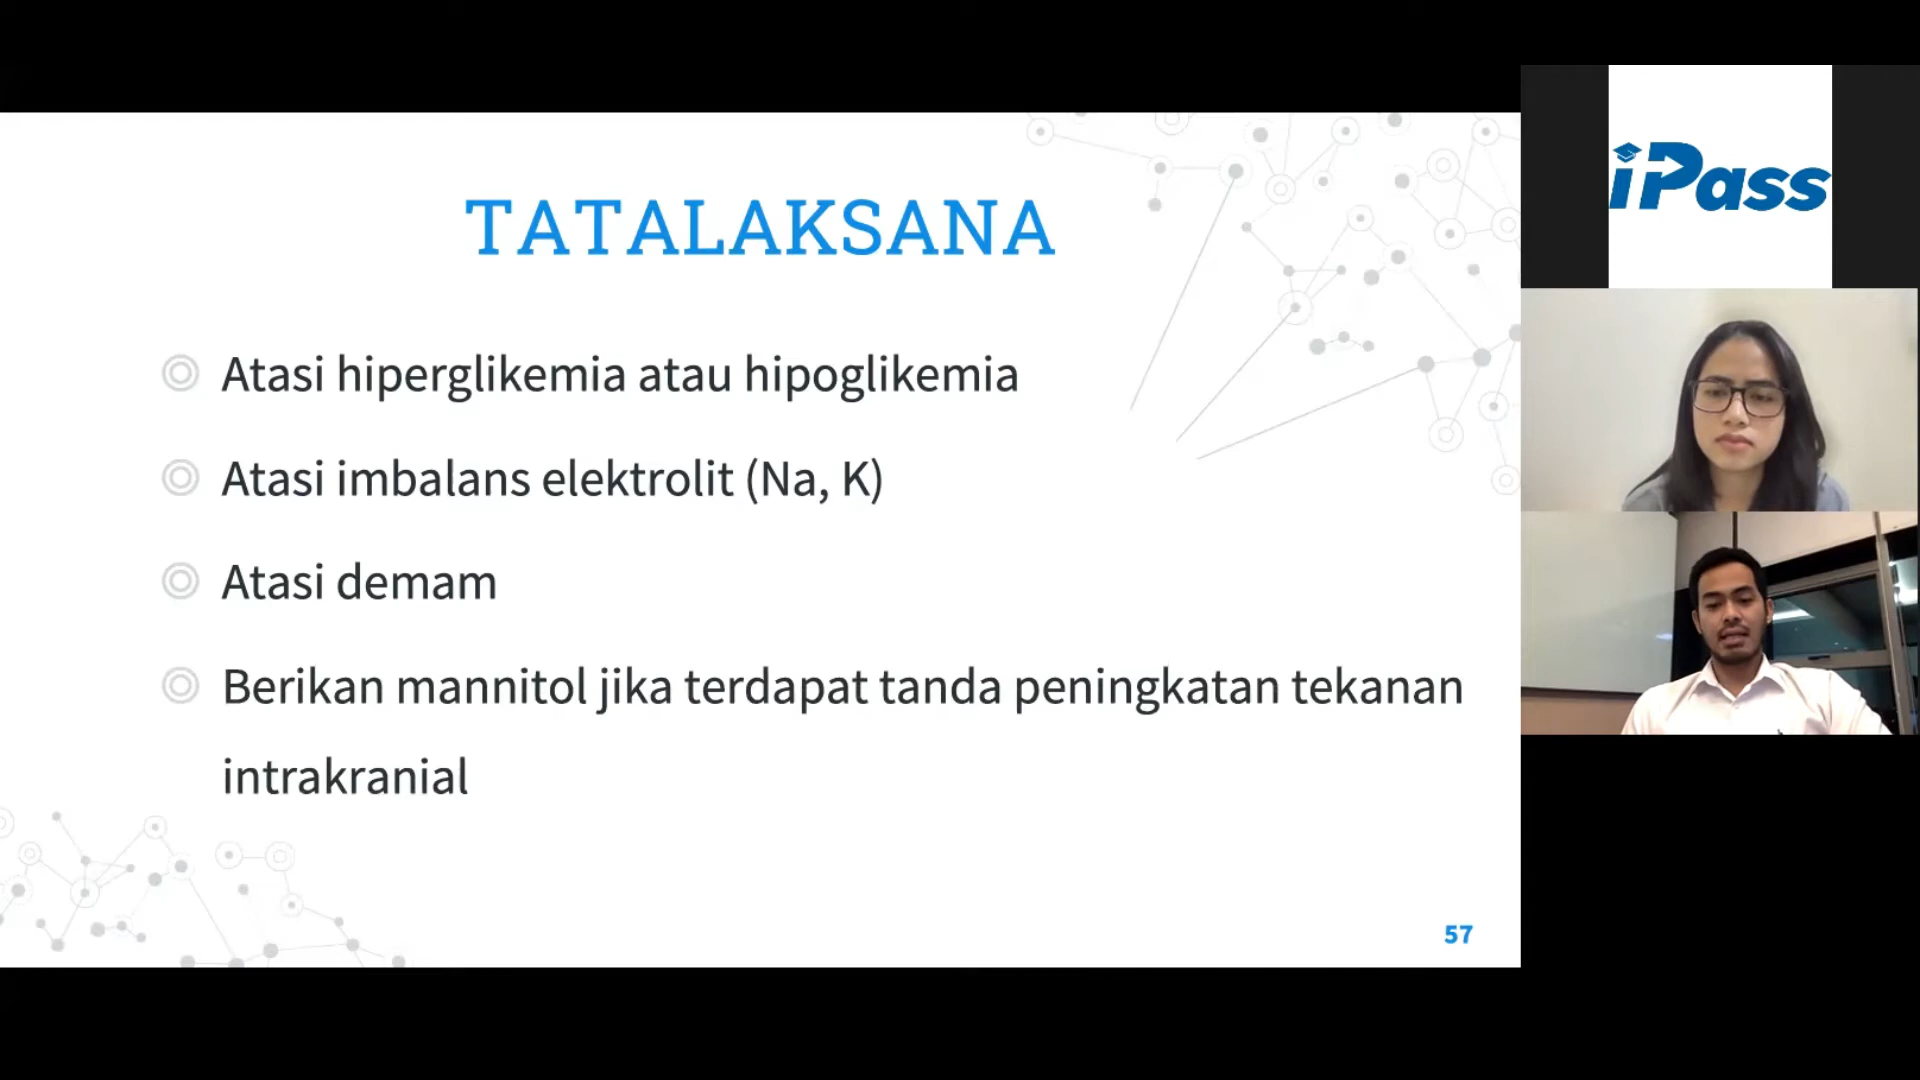 TATALAKSANA
Atasi hiperglikemia atau hipoglikemia
Atasi imbalans elektrolit (Na, K)
Atasi demam
Berikan mannitol jika terdapat tanda peningkatan tekanan
intrakranial
57
iPass